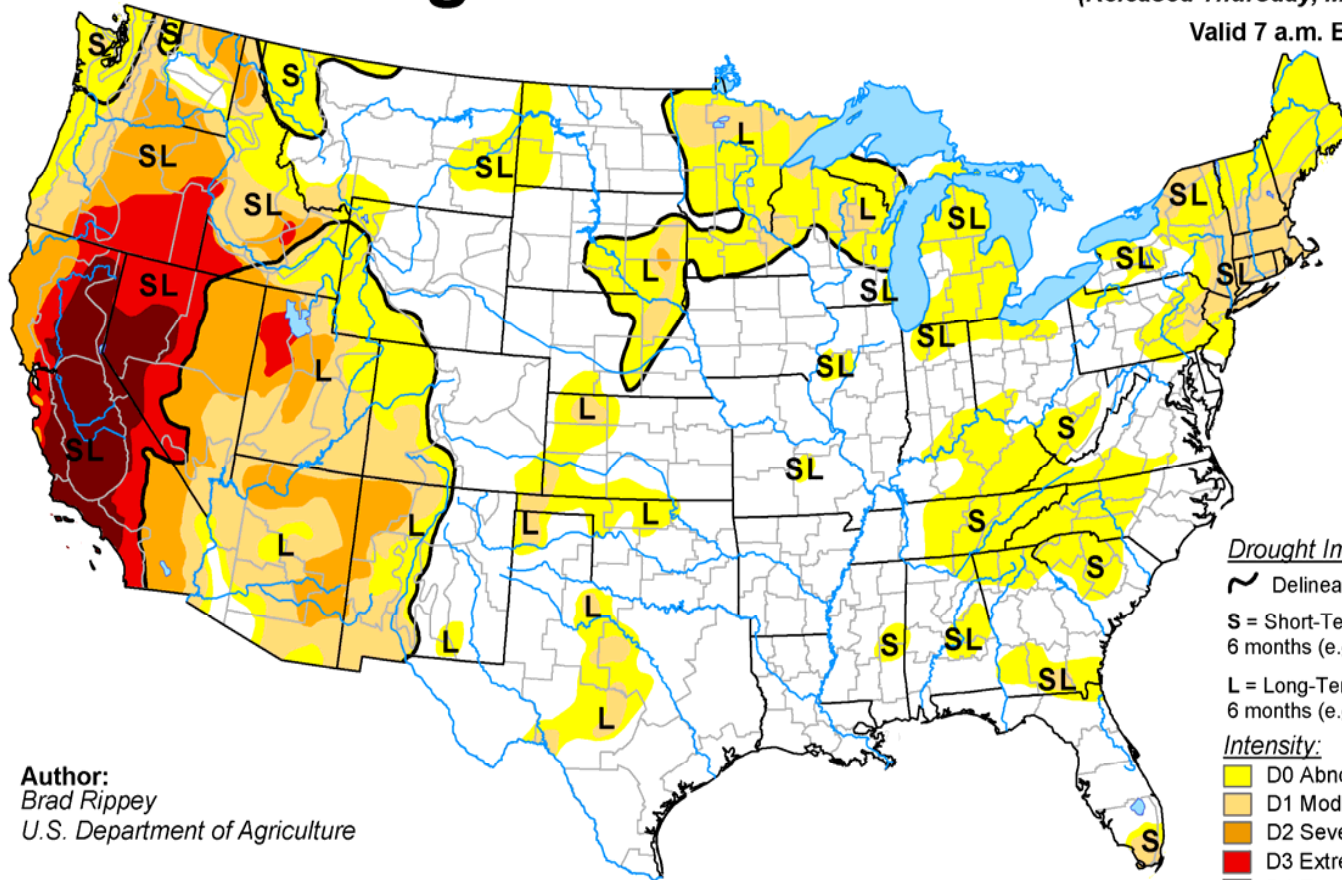 g
(Released Thursday,
Valid 7 a.m. E
S
S
S
L
SL
SL
SL
SL
L
SL
SL
L
SL
SL
SL
SL
SL
L
L
S
SL
SL
L
S
L
L
L
S
L
SL
L
S
SL
L
S
Author:
Brad Rippey
U.S. Department of Agriculture
Drought
Delinea
S = Short-Te
6 months (e.
L = Long-Ter
6 months (e.
Intensity:
D0 Abno
D1 Mod
D2 Seve
D3 Extre